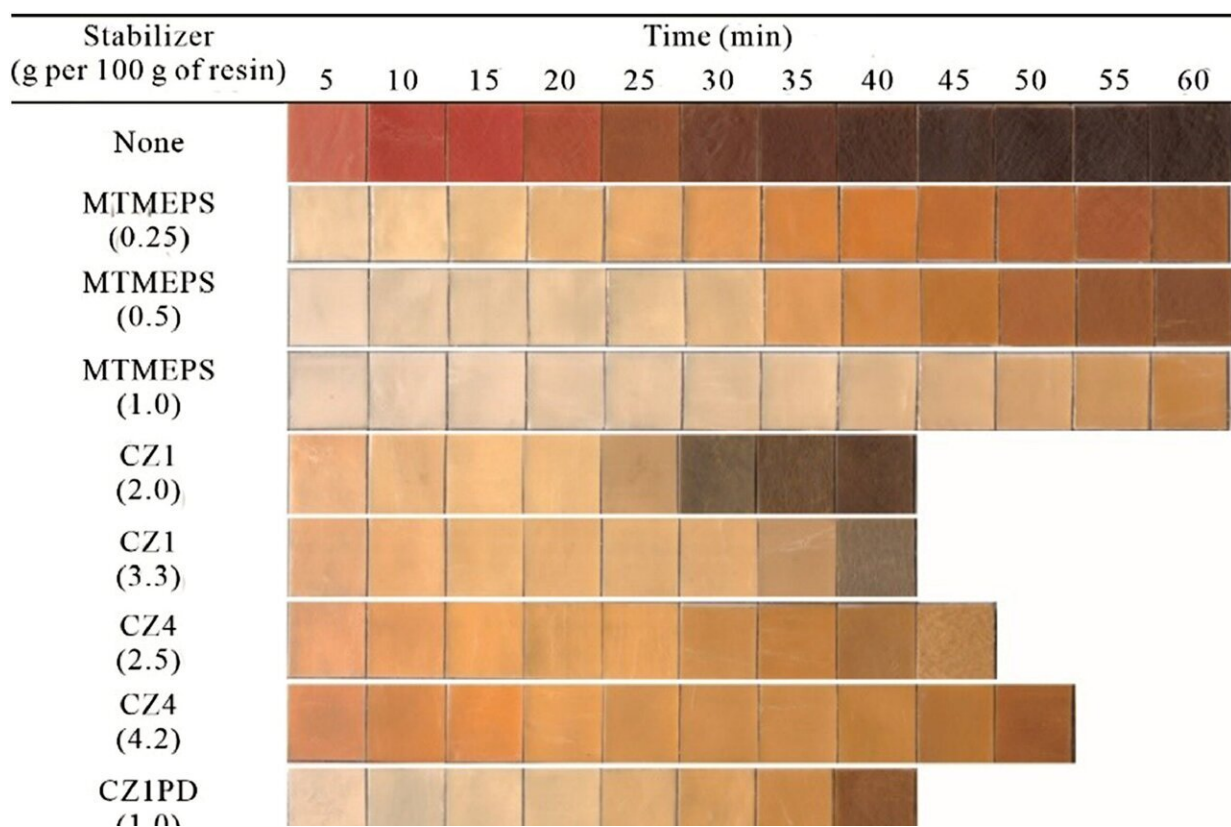 Stabilizer
(g per 100 g of resin)
Time (min)
5 10 15 20 25 30 35 40 45 50 55 60
None
MTMEPS
(0.25)
MTMEPS
(0.5)
MTMEPS
(1.0)
CZ1
(2.0)
CZ1
(3.3)
CZ4
(2.5)
CZ4
(4.2)
CZ1PD
(1.0)